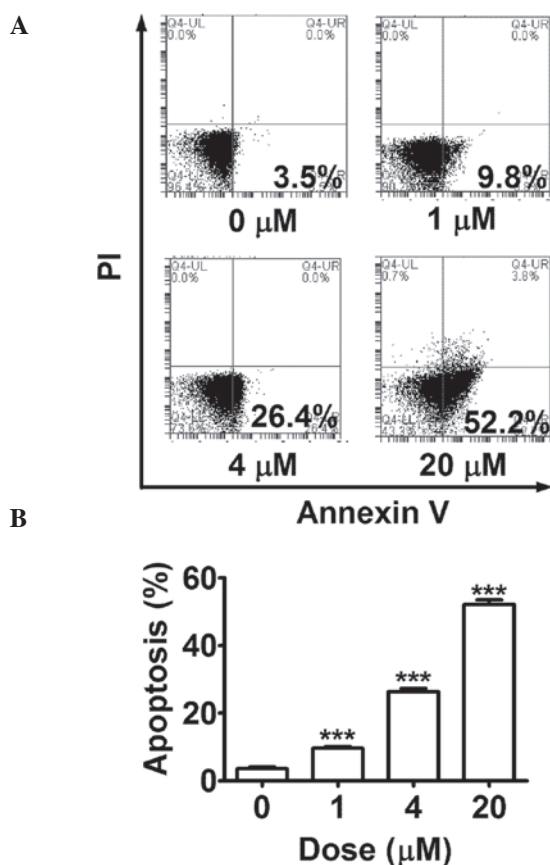 A
Q4-UL Q4-UR
0.0% 0.0%
3.5%
0 μM
Q4-UL Q4-UR
0.0% 0.0%
9.8%
1 μM
PI
Q4-UL Q4-UR
0.0% 0.0%
26.4%
4 μM
Q4-UL Q4-UR
0.7% 3.8%
52.2%
20 μM
Annexin V
B
Apoptosis (%)
60
40
20
0
***
***
***
0 1 4 20
Dose (μM)